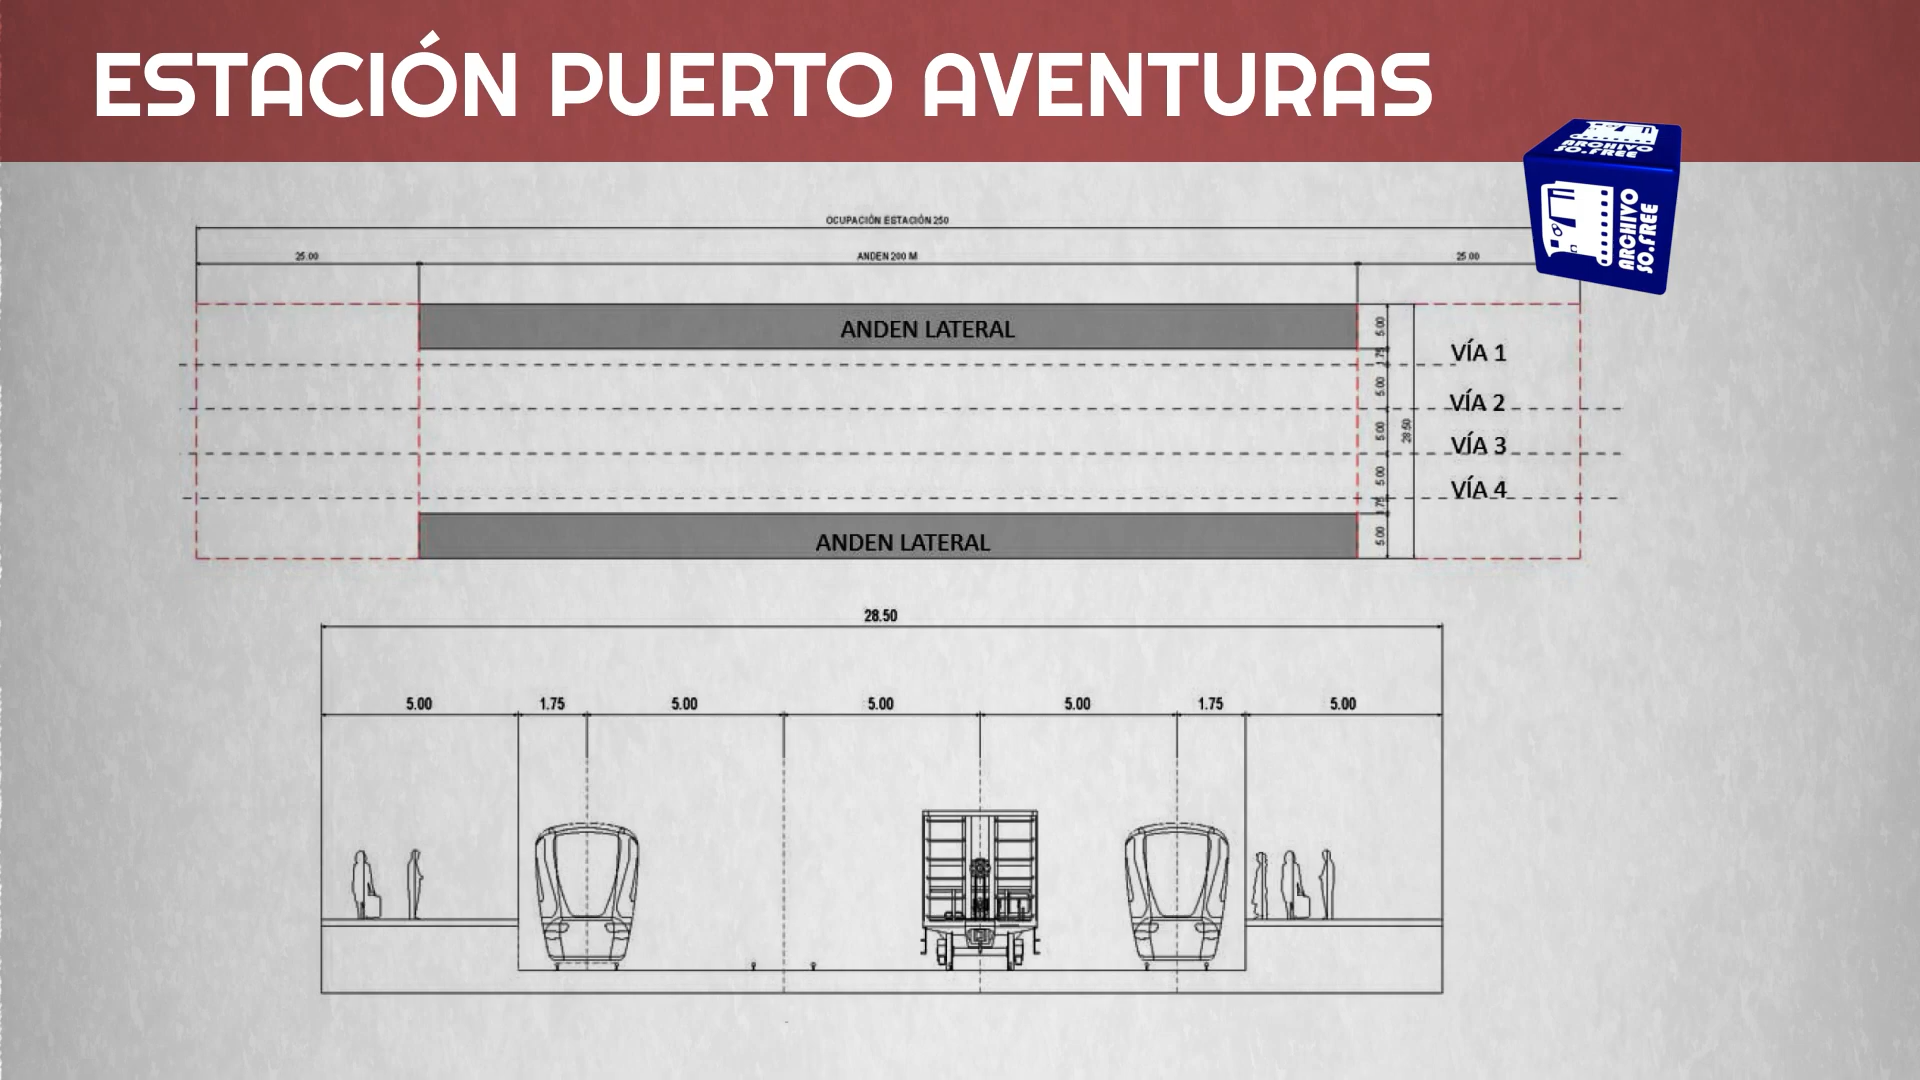 ESTACIÓN PUERTO AVENTURAS
ARCHIVO
SO.FREE
ARCHIVO
SO.FREE
OCUPACIÓN ESTACIÓN 250
25.00
ANDEN 200 M
25 00
ANDEN LATERAL
5.00
1.75
5.00
5.00
5.00
1.75
5.00
28.50
VÍA 1
VÍA 2
VÍA 3
VÍA 4
ANDEN LATERAL
28.50
5.00
1.75
5.00
5.00
5.00
1.75
5.00